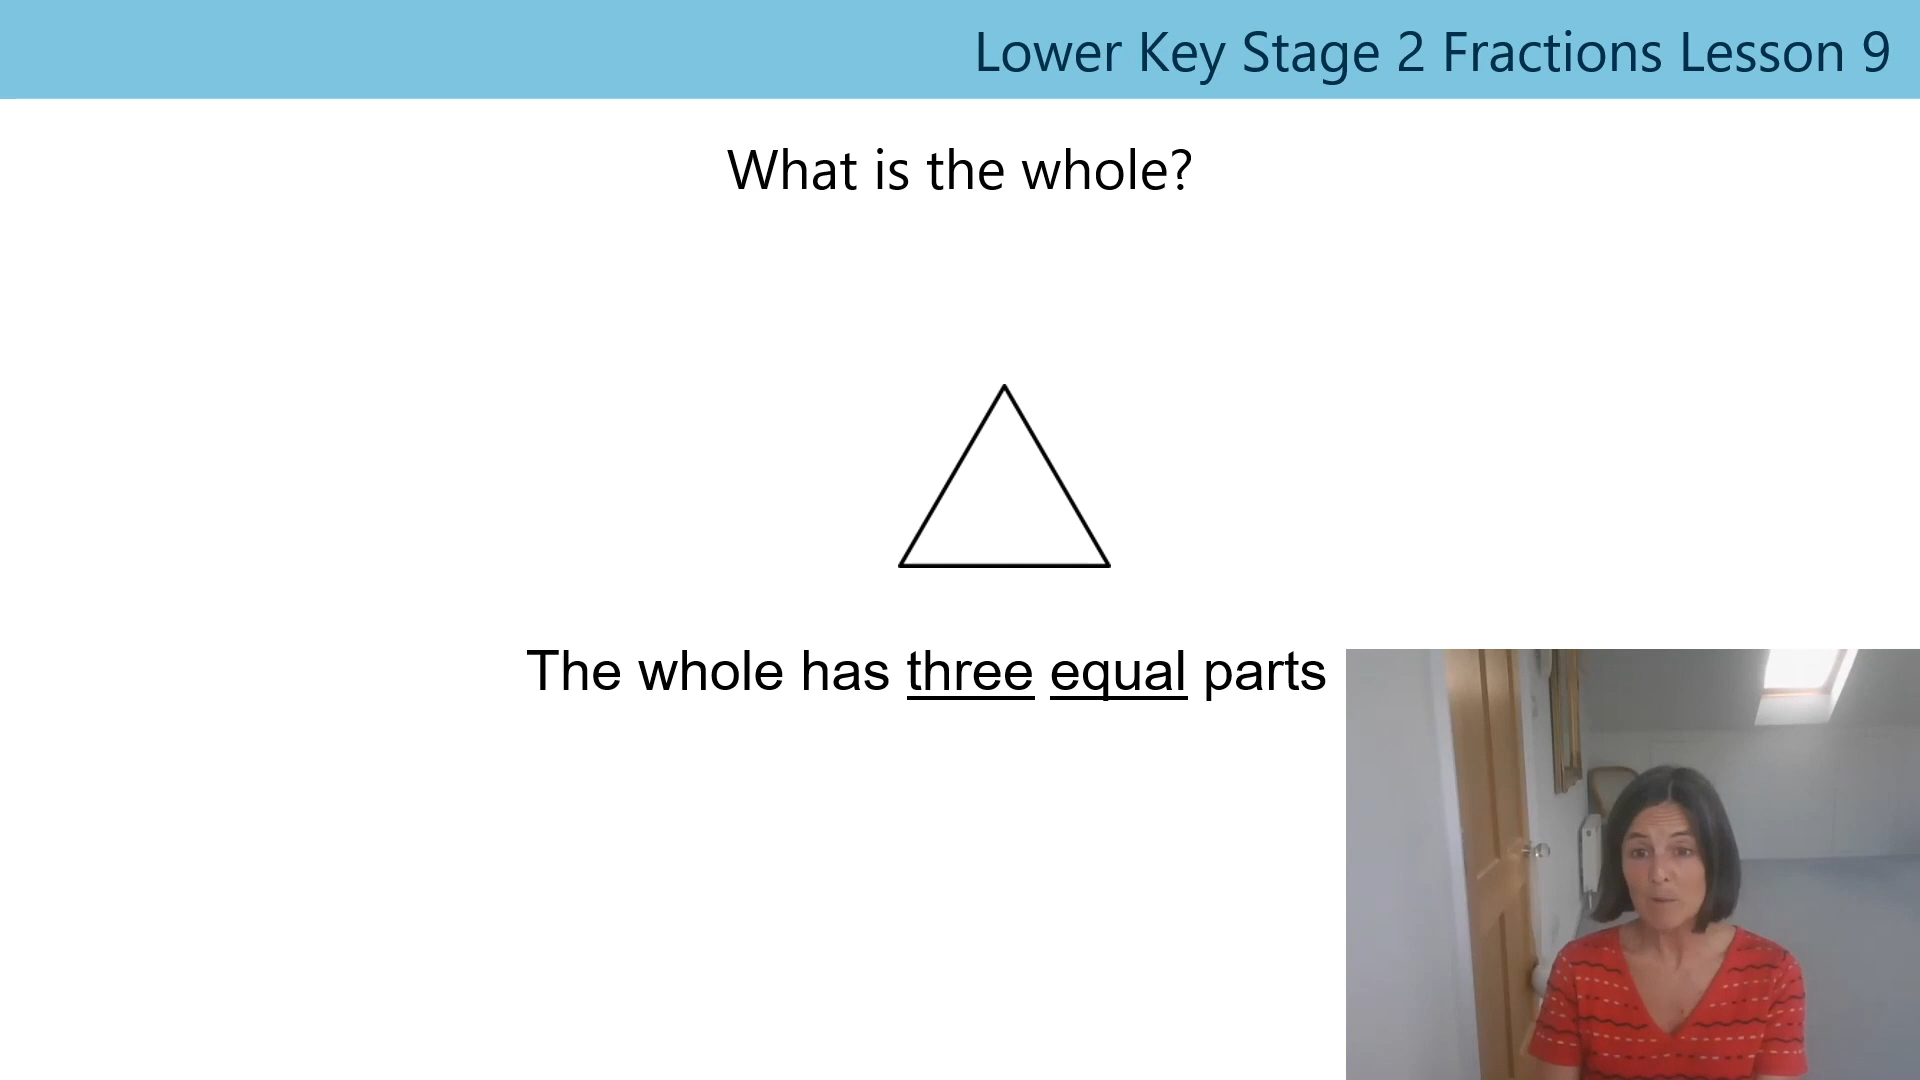 Lower Key Stage 2 Fractions Lesson 9
What is the whole?
The whole has three equal parts